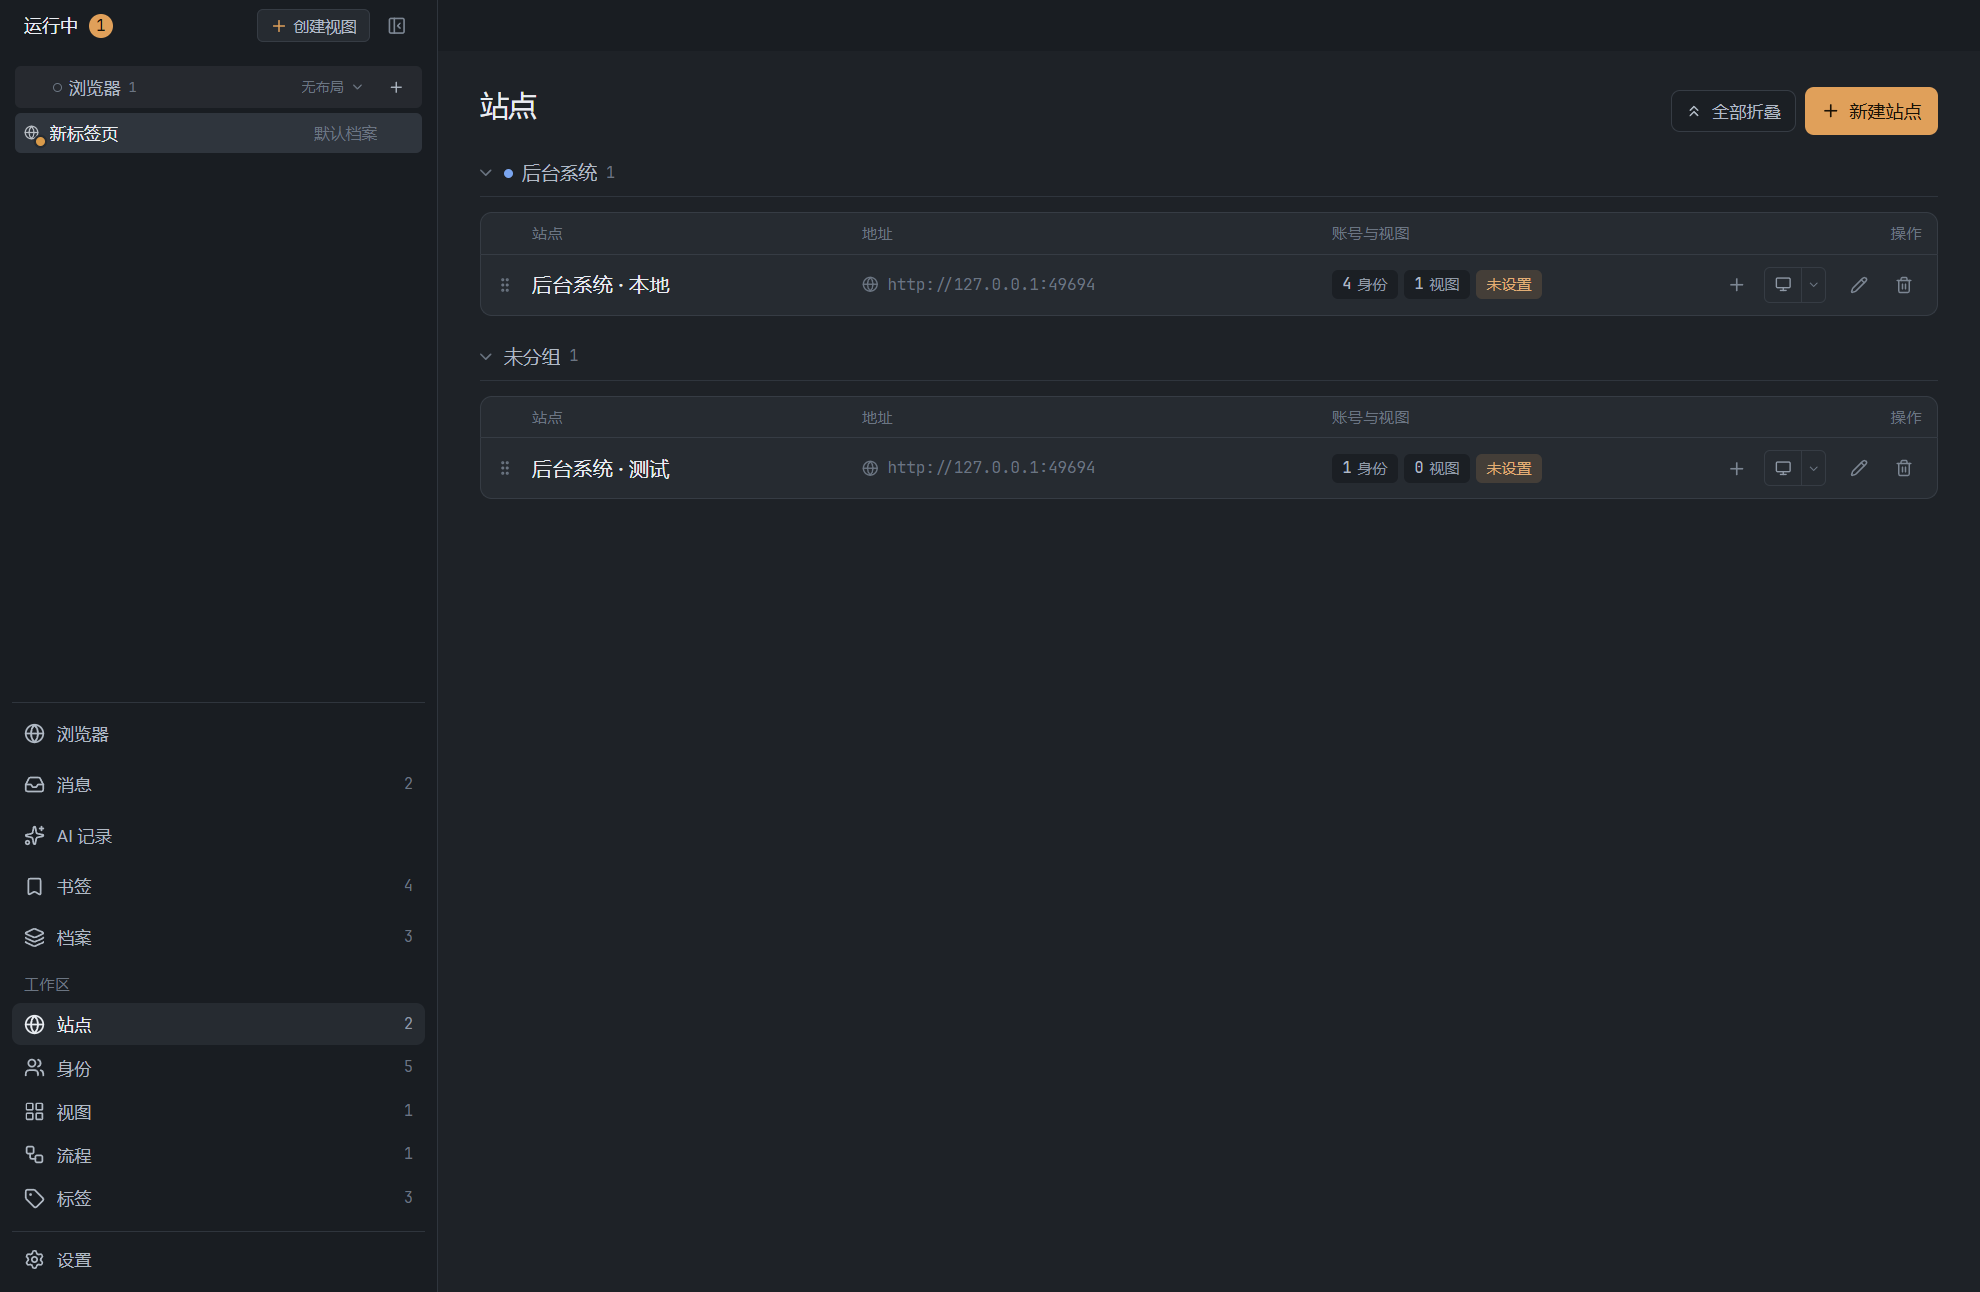 运行中 1
创建视图
浏览器 1 无布局
新标签页 默认档案
浏览器
消息 2
AI 记录
书签 4
档案 3
工作区
站点 2
身份 5
视图 1
流程 1
标签 3
设置
站点
全部折叠 新建站点
后台系统 1
站点 地址 账号与视图 操作
后台系统 · 本地 http://127.0.0.1:49694 4 身份 1 视图 未设置
未分组 1
站点 地址 账号与视图 操作
后台系统 · 测试 http://127.0.0.1:49694 1 身份 0 视图 未设置